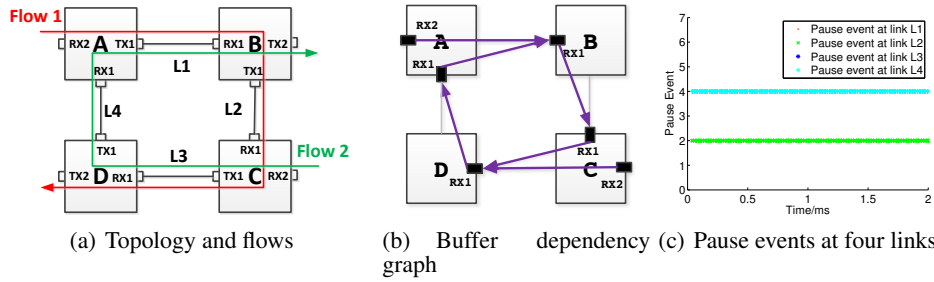 Flow 1
RX2 A TX1
RX1 B TX2
L1
RX1
TX1
L4
L2
TX1
RX1
L3
Flow 2
TX2 D RX1
TX1 C RX2
(a) Topology and flows
RX2
A
B
RX1
RX1
D
RX1
C
RX1
RX2
(b) Buffer dependency
graph
Pause event at link L1
Pause event at link L2
Pause event at link L3
Pause event at link L4
Pause Event
7
6
5
4
3
2
1
0
0 0.5 1 1.5 2
Time/ms
(c) Pause events at four links